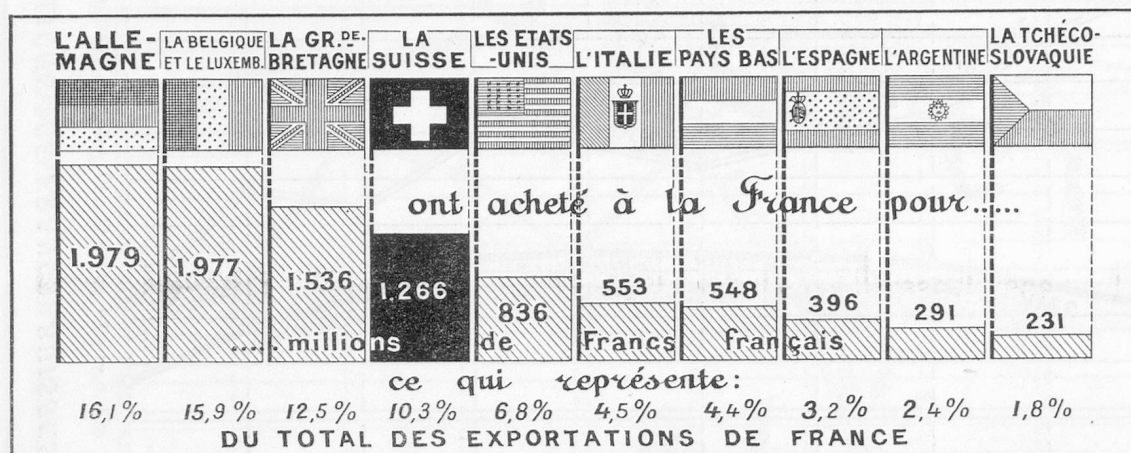 L'ALLE-
MAGNE
LA BELGIQUE
ET LE LUXEMB.
LA GR.DE-
BRETAGNE
LA
SUISSE
LES ETATS
-UNIS
L'ITALIE
LES
PAYS BAS
L'ESPAGNE
L'ARGENTINE
LA TCHÉCO-
SLOVAQUIE
ont acheté à la France pour.....
1.979
1.977
1.536
1.266
836
553
548
396
291
231
..... millions de Francs français
ce qui représente:
16,1% 15,9% 12,5% 10,3% 6,8% 4,5% 4,4% 3,2% 2,4% 1,8%
DU TOTAL DES EXPORTATIONS DE FRANCE